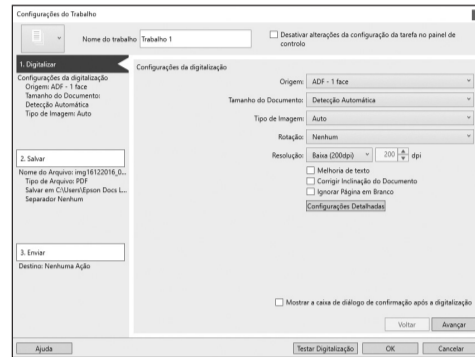 Configurações do Trabalho
Nome do trabalho Trabalho 1
Desativar alterações da configuração da tarefa no painel de
controlo
1. Digitalizar
Configurações da digitalização
Origem: ADF - 1 face
Tamanho do Documento:
Detecção Automática
Tipo de Imagem: Auto
2. Salvar
Nome do Arquivo: img16122016_0...
Tipo de Arquivo: PDF
Salvar em C:\Users\Epson Docs L...
Separador Nenhum
3. Enviar
Destino: Nenhuma Ação
Configurações da digitalização
Origem: ADF - 1 face
Tamanho do Documento: Detecção Automática
Tipo de Imagem: Auto
Rotação: Nenhum
Resolução: Baixa (200dpi) 200 dpi
Melhoria de texto
Corrigir Inclinação do Documento
Ignorar Página em Branco
Configurações Detalhadas
Mostrar a caixa de diálogo de confirmação após a digitalização
Voltar Avançar
Ajuda Testar Digitalização OK Cancelar